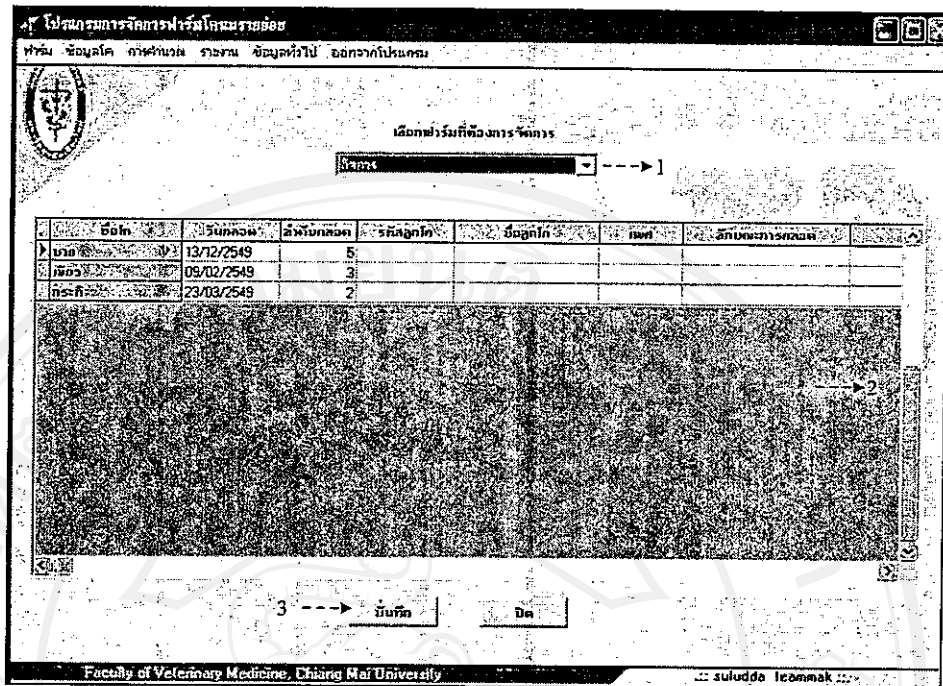 โปรแกรมการจัดการฟาร์มโคนมรายย่อย
ฟาร์ม ข้อมูลโค การคำนวณ รายงาน ข้อมูลทั่วไป ออกจากโปรแกรม
เลือกฟาร์มที่ต้องการจัดการ
กิจการ 1
ชื่อโค วันคลอด ลำดับคลอด รหัสลูกโค ชื่อลูกโค เพศ ลักษณะการคลอด
13/12/2549 5
เขียว 09/02/2549 3
กระทิ 23/03/2549 2
2
3 บันทึก ปิด
Faculty of Veterinary Medicine, Chiang Mai University
.:: suludda leammak ::.